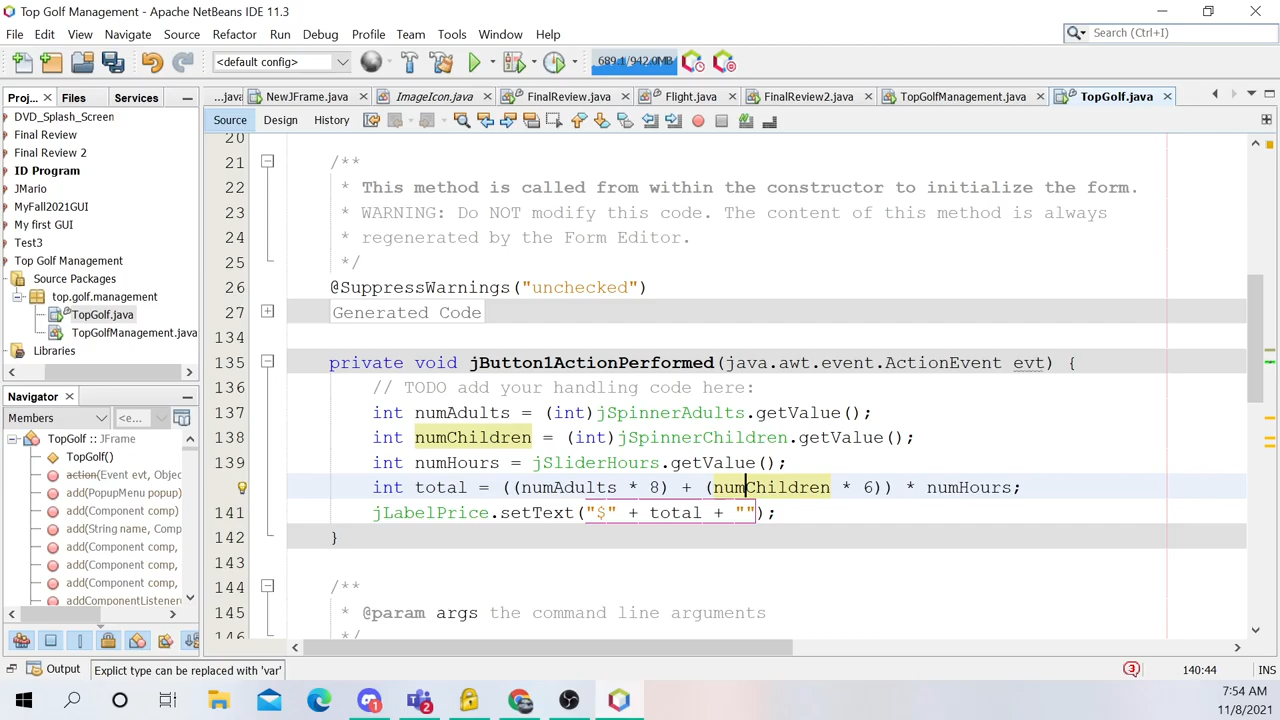 Top Golf Management - Apache NetBeans IDE 11.3
File Edit View Navigate Source Refactor Run Debug Profile Team Tools Window Help
Search (Ctrl+I)
<default config>
689.1/942.0MB
Proj... Files Services
...java NewJFrame.java ImageIcon.java FinalReview.java Flight.java FinalReview2.java TopGolfManagement.java TopGolf.java
Source Design History
DVD_Splash_Screen
Final Review
Final Review 2
ID Program
JMario
MyFall2021GUI
My first GUI
Test3
Top Golf Management
Source Packages
top.golf.management
TopGolf.java
TopGolfManagement.java
Libraries
Navigator
Members
<e...
TopGolf :: JFrame
TopGolf()
action(Event evt, Objec
add(PopupMenu popup)
add(Component comp)
add(String name, Comp
add(Component comp,
add(Component comp,
add(Component comp,
addComponentListener(
20
21 /**
22 * This method is called from within the constructor to initialize the form.
23 * WARNING: Do NOT modify this code. The content of this method is always
24 * regenerated by the Form Editor.
25 */
26 @SuppressWarnings("unchecked")
27 Generated Code
134
135 private void jButton1ActionPerformed(java.awt.event.ActionEvent evt) {
136 // TODO add your handling code here:
137 int numAdults = (int)jSpinnerAdults.getValue();
138 int numChildren = (int)jSpinnerChildren.getValue();
139 int numHours = jSliderHours.getValue();
int total = ((numAdults * 8) + (numChildren * 6)) * numHours;
141 jLabelPrice.setText("$" + total + "");
142 }
143
144 /**
145 * @param args the command line arguments
146 */
Output
Explict type can be replaced with 'var'
3
140:44
INS
2
7:54 AM
11/8/2021